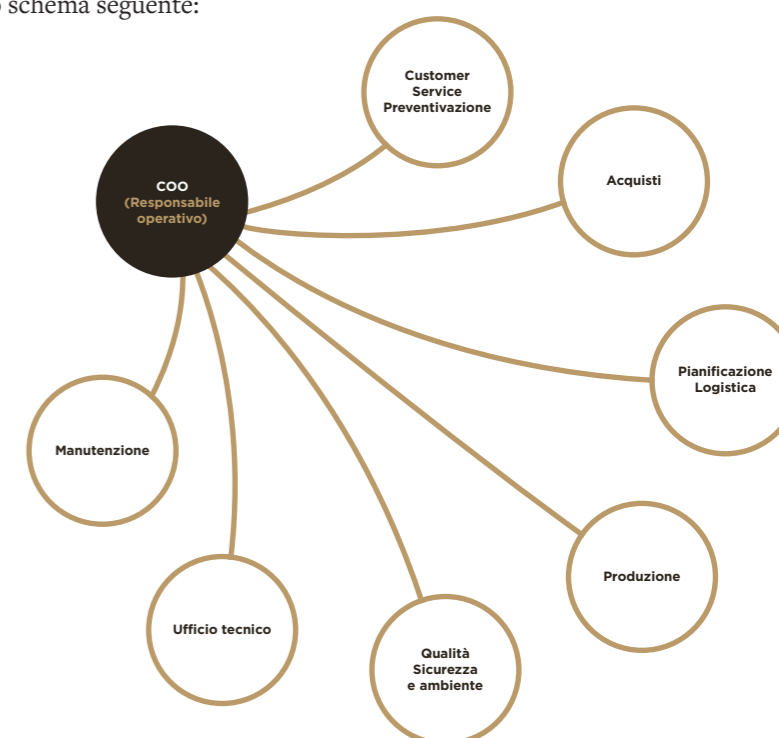 schema seguente:
Customer
Service
Preventivazione
COO
(Responsabile
operativo)
Acquisti
Pianificazione
Logistica
Manutenzione
Produzione
Ufficio tecnico
Qualità
Sicurezza
e ambiente